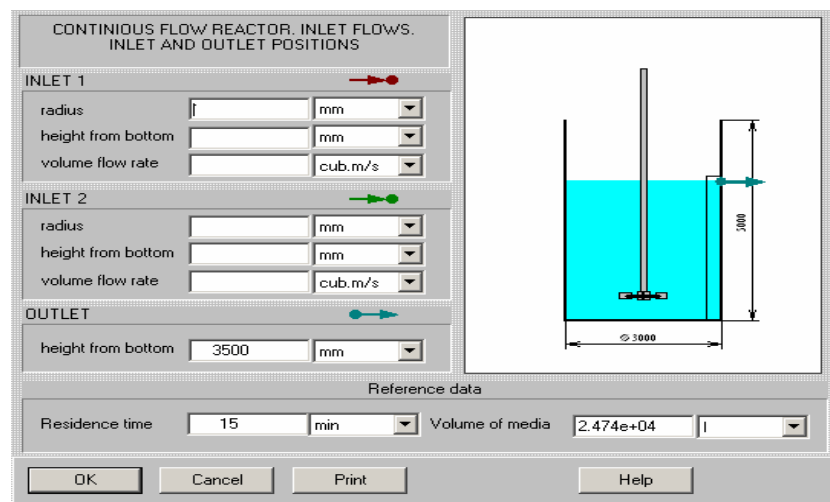 CONTINIOUS FLOW REACTOR. INLET FLOWS.
INLET AND OUTLET POSITIONS
INLET 1
radius mm
height from bottom mm
volume flow rate cub.m/s
INLET 2
radius mm
height from bottom mm
volume flow rate cub.m/s
OUTLET
height from bottom 3500 mm
5000
⌀ 3000
Reference data
Residence time 15 min Volume of media 2.474e+04 l
OK Cancel Print Help